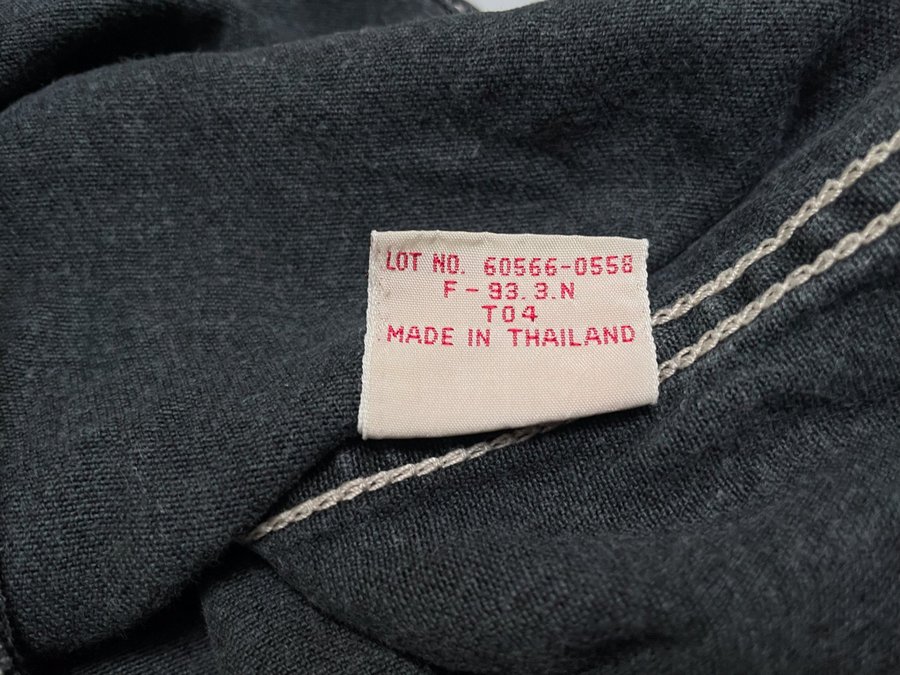 LOT NO. 60566-0558
F-93.3.N
T04
MADE IN THAILAND